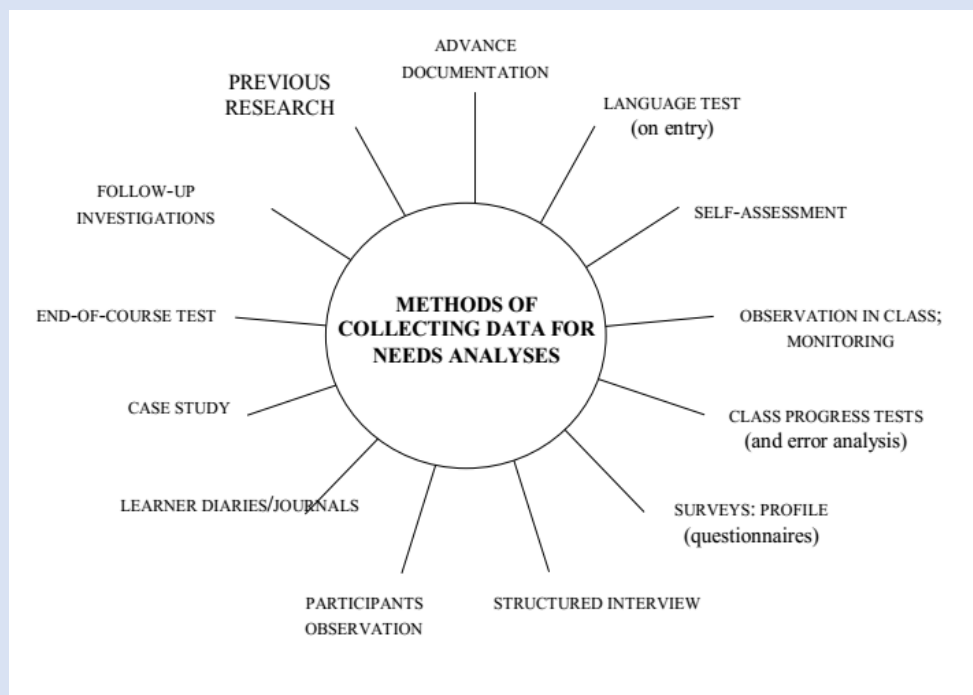 ADVANCE
DOCUMENTATION
LANGUAGE TEST
(on entry)
SELF-ASSESSMENT
OBSERVATION IN CLASS;
MONITORING
CLASS PROGRESS TESTS
(and error analysis)
SURVEYS: PROFILE
(questionnaires)
STRUCTURED INTERVIEW
PARTICIPANTS
OBSERVATION
LEARNER DIARIES/JOURNALS
CASE STUDY
END-OF-COURSE TEST
FOLLOW-UP
INVESTIGATIONS
PREVIOUS
RESEARCH
METHODS OF
COLLECTING DATA FOR
NEEDS ANALYSES